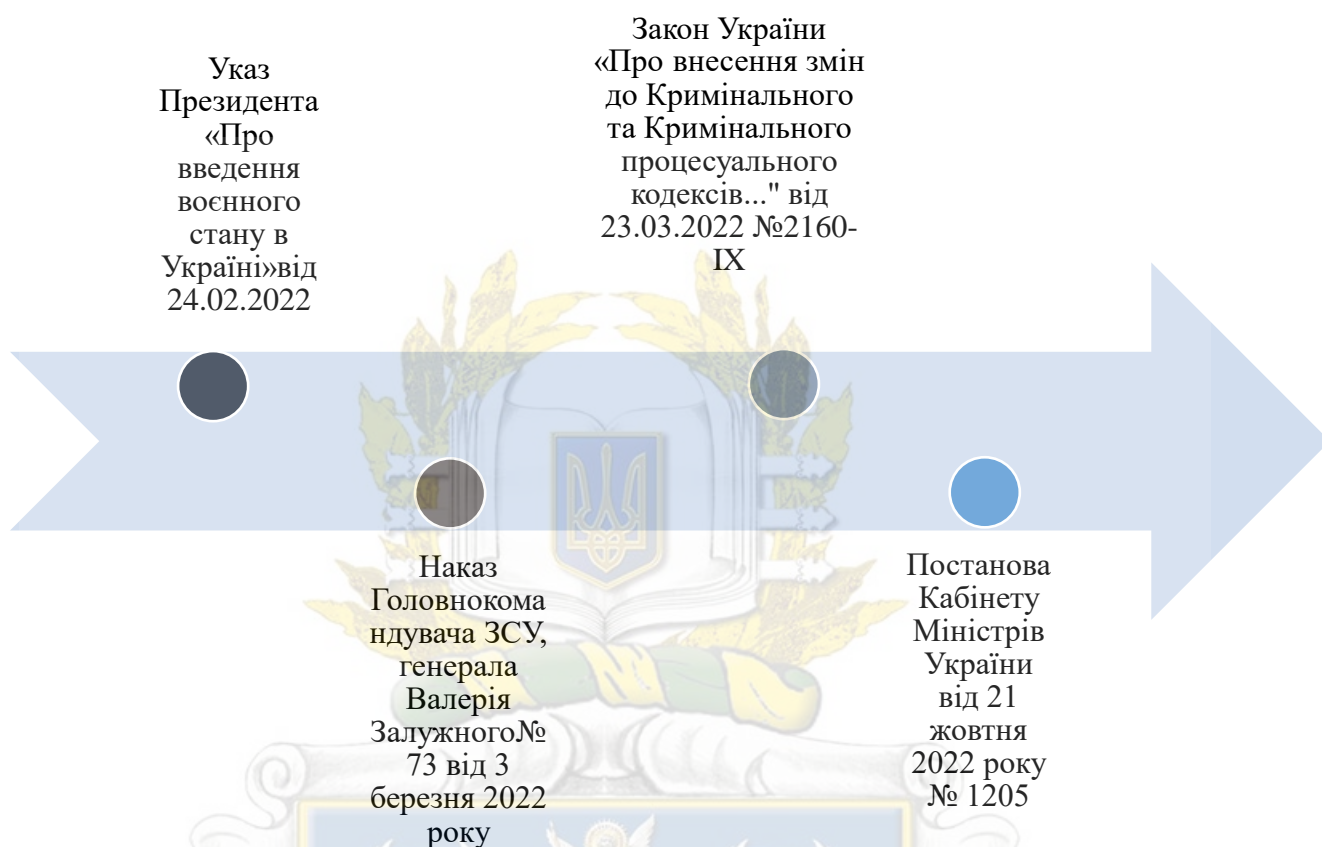 Указ
Президента
«Про
введення
воєнного
стану в
Україні»від
24.02.2022
Наказ
Головнокома
ндувача ЗСУ,
генерала
Валерія
Залужного№
73 від 3
березня 2022
року
Закон України
«Про внесення змін
до Кримінального
та Кримінального
процесуального
кодексів..." від
23.03.2022 №2160-
IX
Постанова
Кабінету
Міністрів
України
від 21
жовтня
2022 року
№ 1205